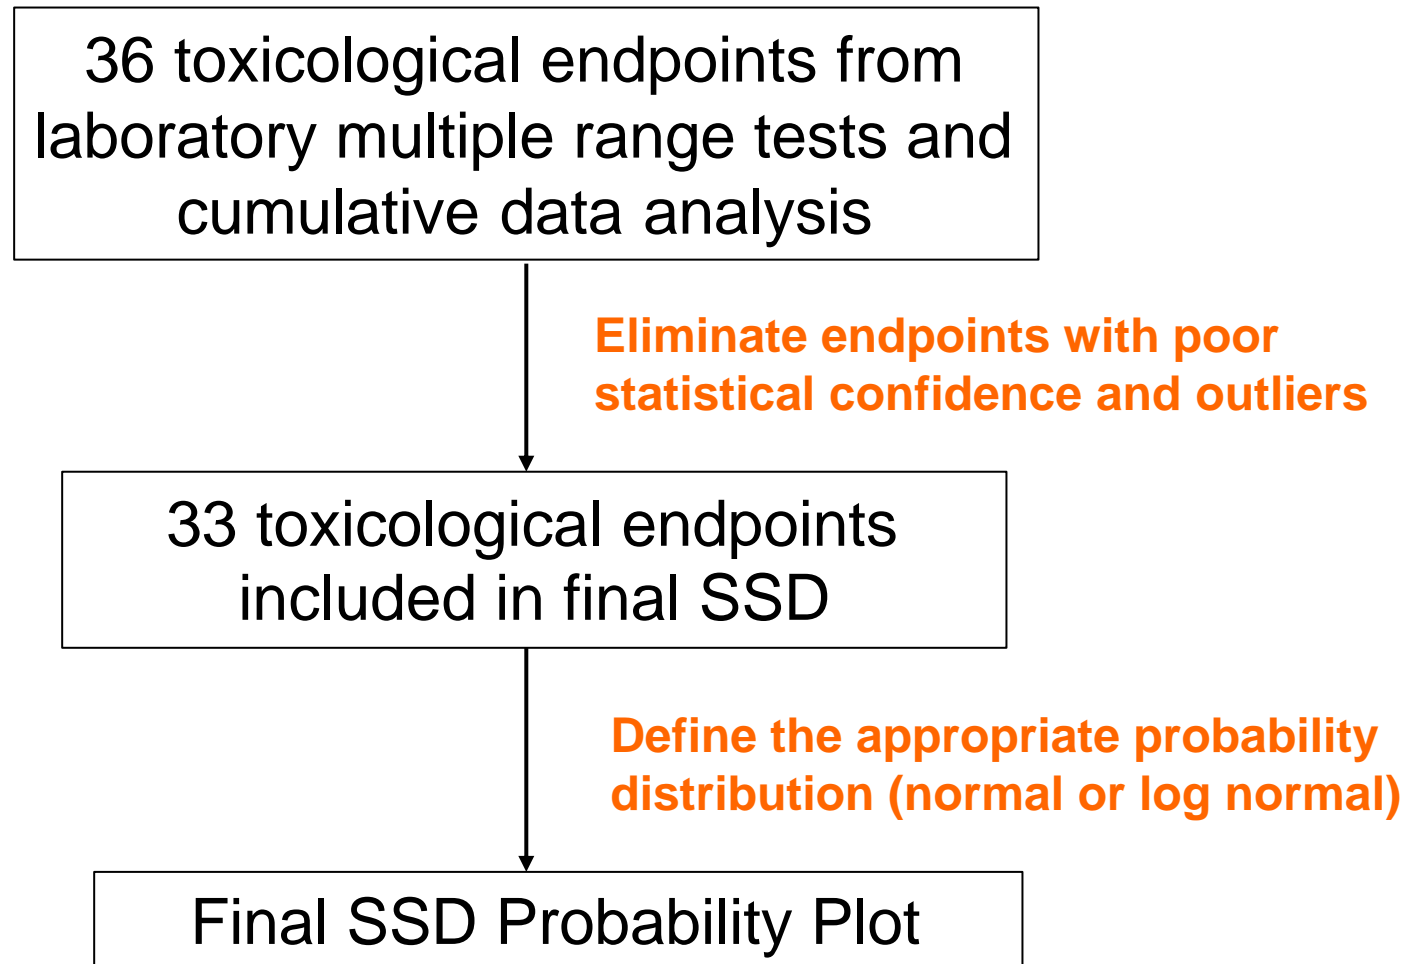 36 toxicological endpoints from
laboratory multiple range tests and
cumulative data analysis
Eliminate endpoints with poor
statistical confidence and outliers
33 toxicological endpoints
included in final SSD
Define the appropriate probability
distribution (normal or log normal)
Final SSD Probability Plot